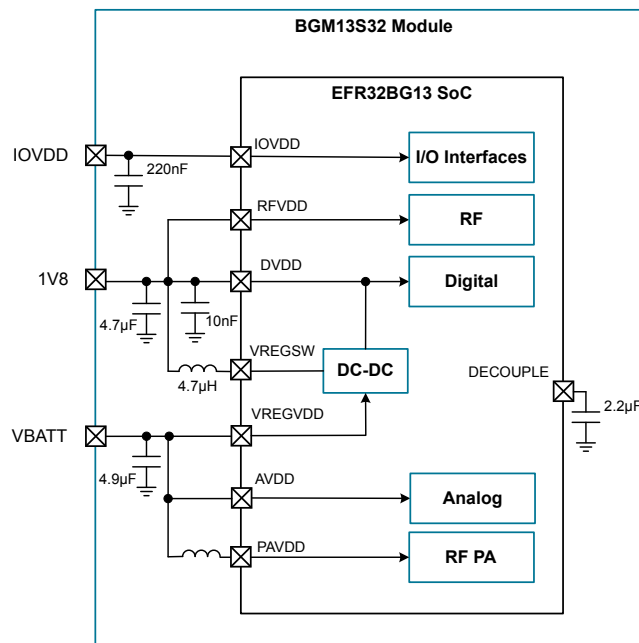 BGM13S32 Module
EFR32BG13 SoC
IOVDD
220nF
IOVDD
I/O Interfaces
RFVDD
RF
1V8
4.7µF
10nF
DVDD
Digital
4.7µH
VREGSW
DC-DC
DECOUPLE
2.2µF
VREGVDD
VBATT
4.9µF
AVDD
Analog
PAVDD
RF PA